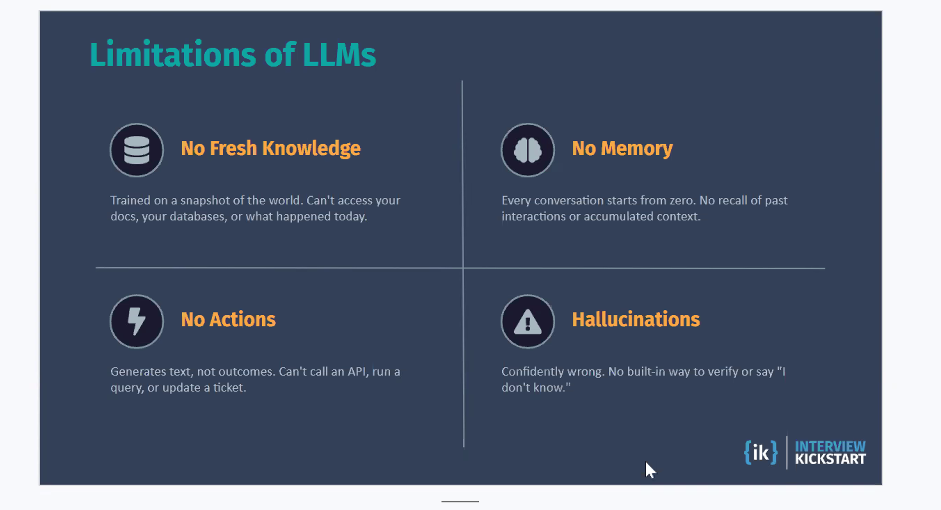 Limitations of LLMs
No Fresh Knowledge
Trained on a snapshot of the world. Can't access your
docs, your databases, or what happened today.
No Memory
Every conversation starts from zero. No recall of past
interactions or accumulated context.
No Actions
Generates text, not outcomes. Can't call an API, run a
query, or update a ticket.
Hallucinations
Confidently wrong. No built-in way to verify or say "I
don't know."
{ik}
INTERVIEW
KICKSTART